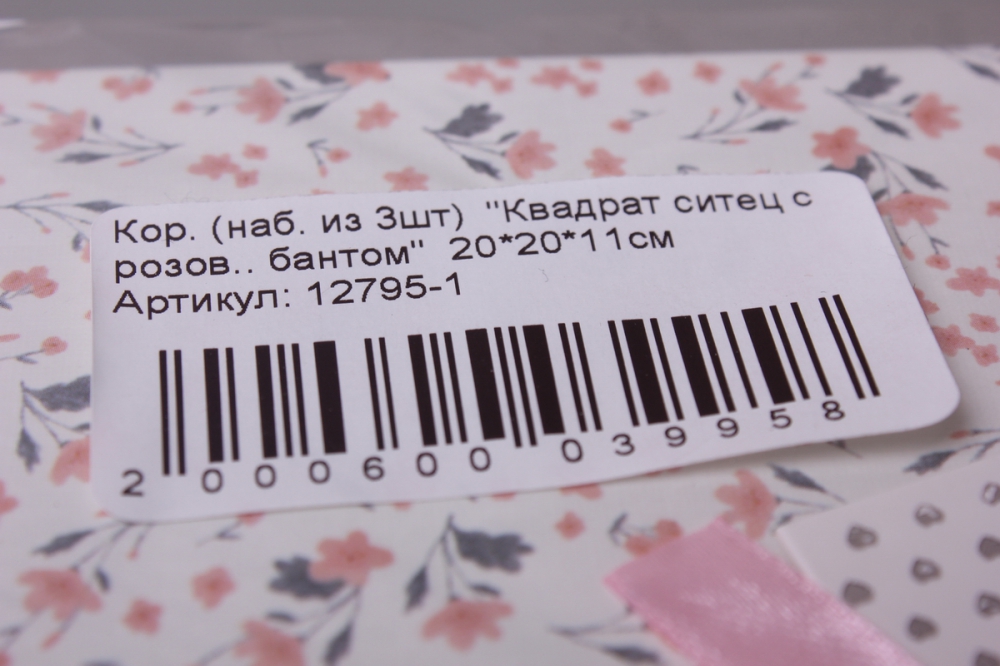 Кор. (наб. из 3шт) "Квадрат ситец с
розов.. бантом" 20*20*11см
Артикул: 12795-1
2 000600 039958